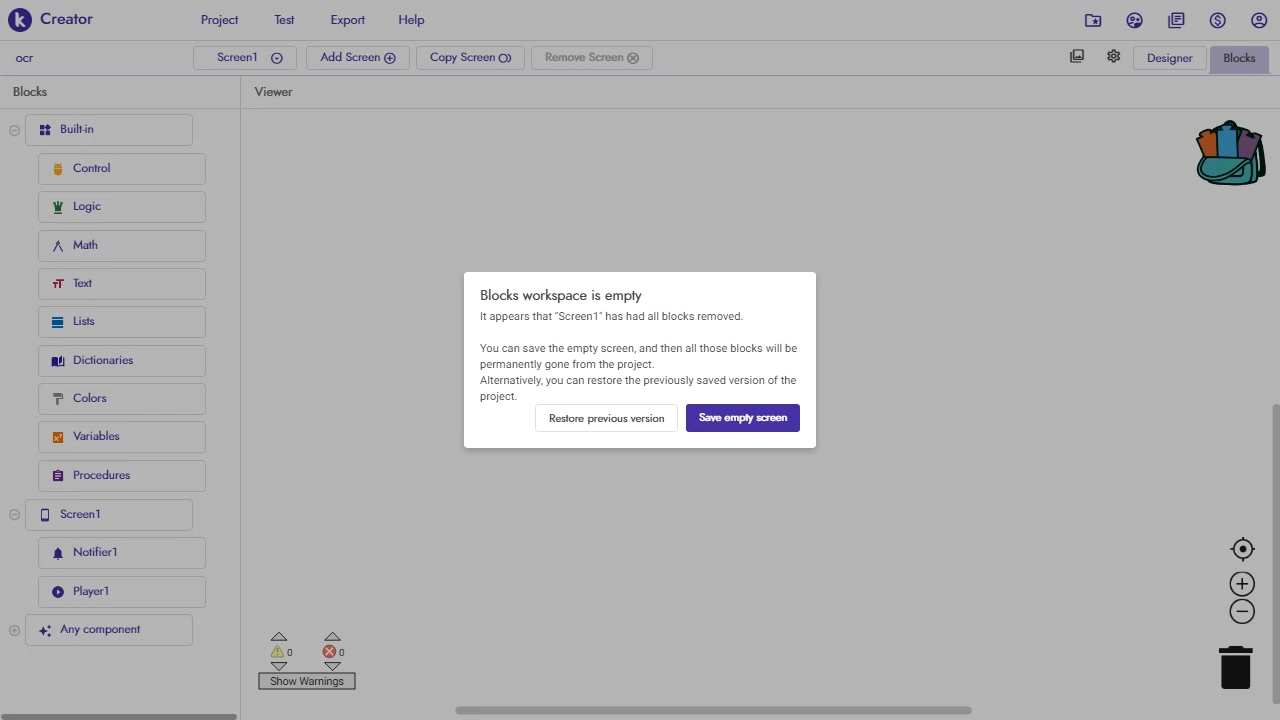 Creator
Project
Test
Export
Help
ocr
Screen1
Add Screen
Copy Screen
Remove Screen
Designer
Blocks
Blocks
Viewer
Built-in
Control
Logic
Math
Text
Lists
Dictionaries
Colors
Variables
Procedures
Screen1
Notifier1
Player1
Any component
Blocks workspace is empty
It appears that "Screen1" has had all blocks removed.
You can save the empty screen, and then all those blocks will be
permanently gone from the project.
Alternatively, you can restore the previously saved version of the
project.
Restore previous version
Save empty screen
0
0
Show Warnings